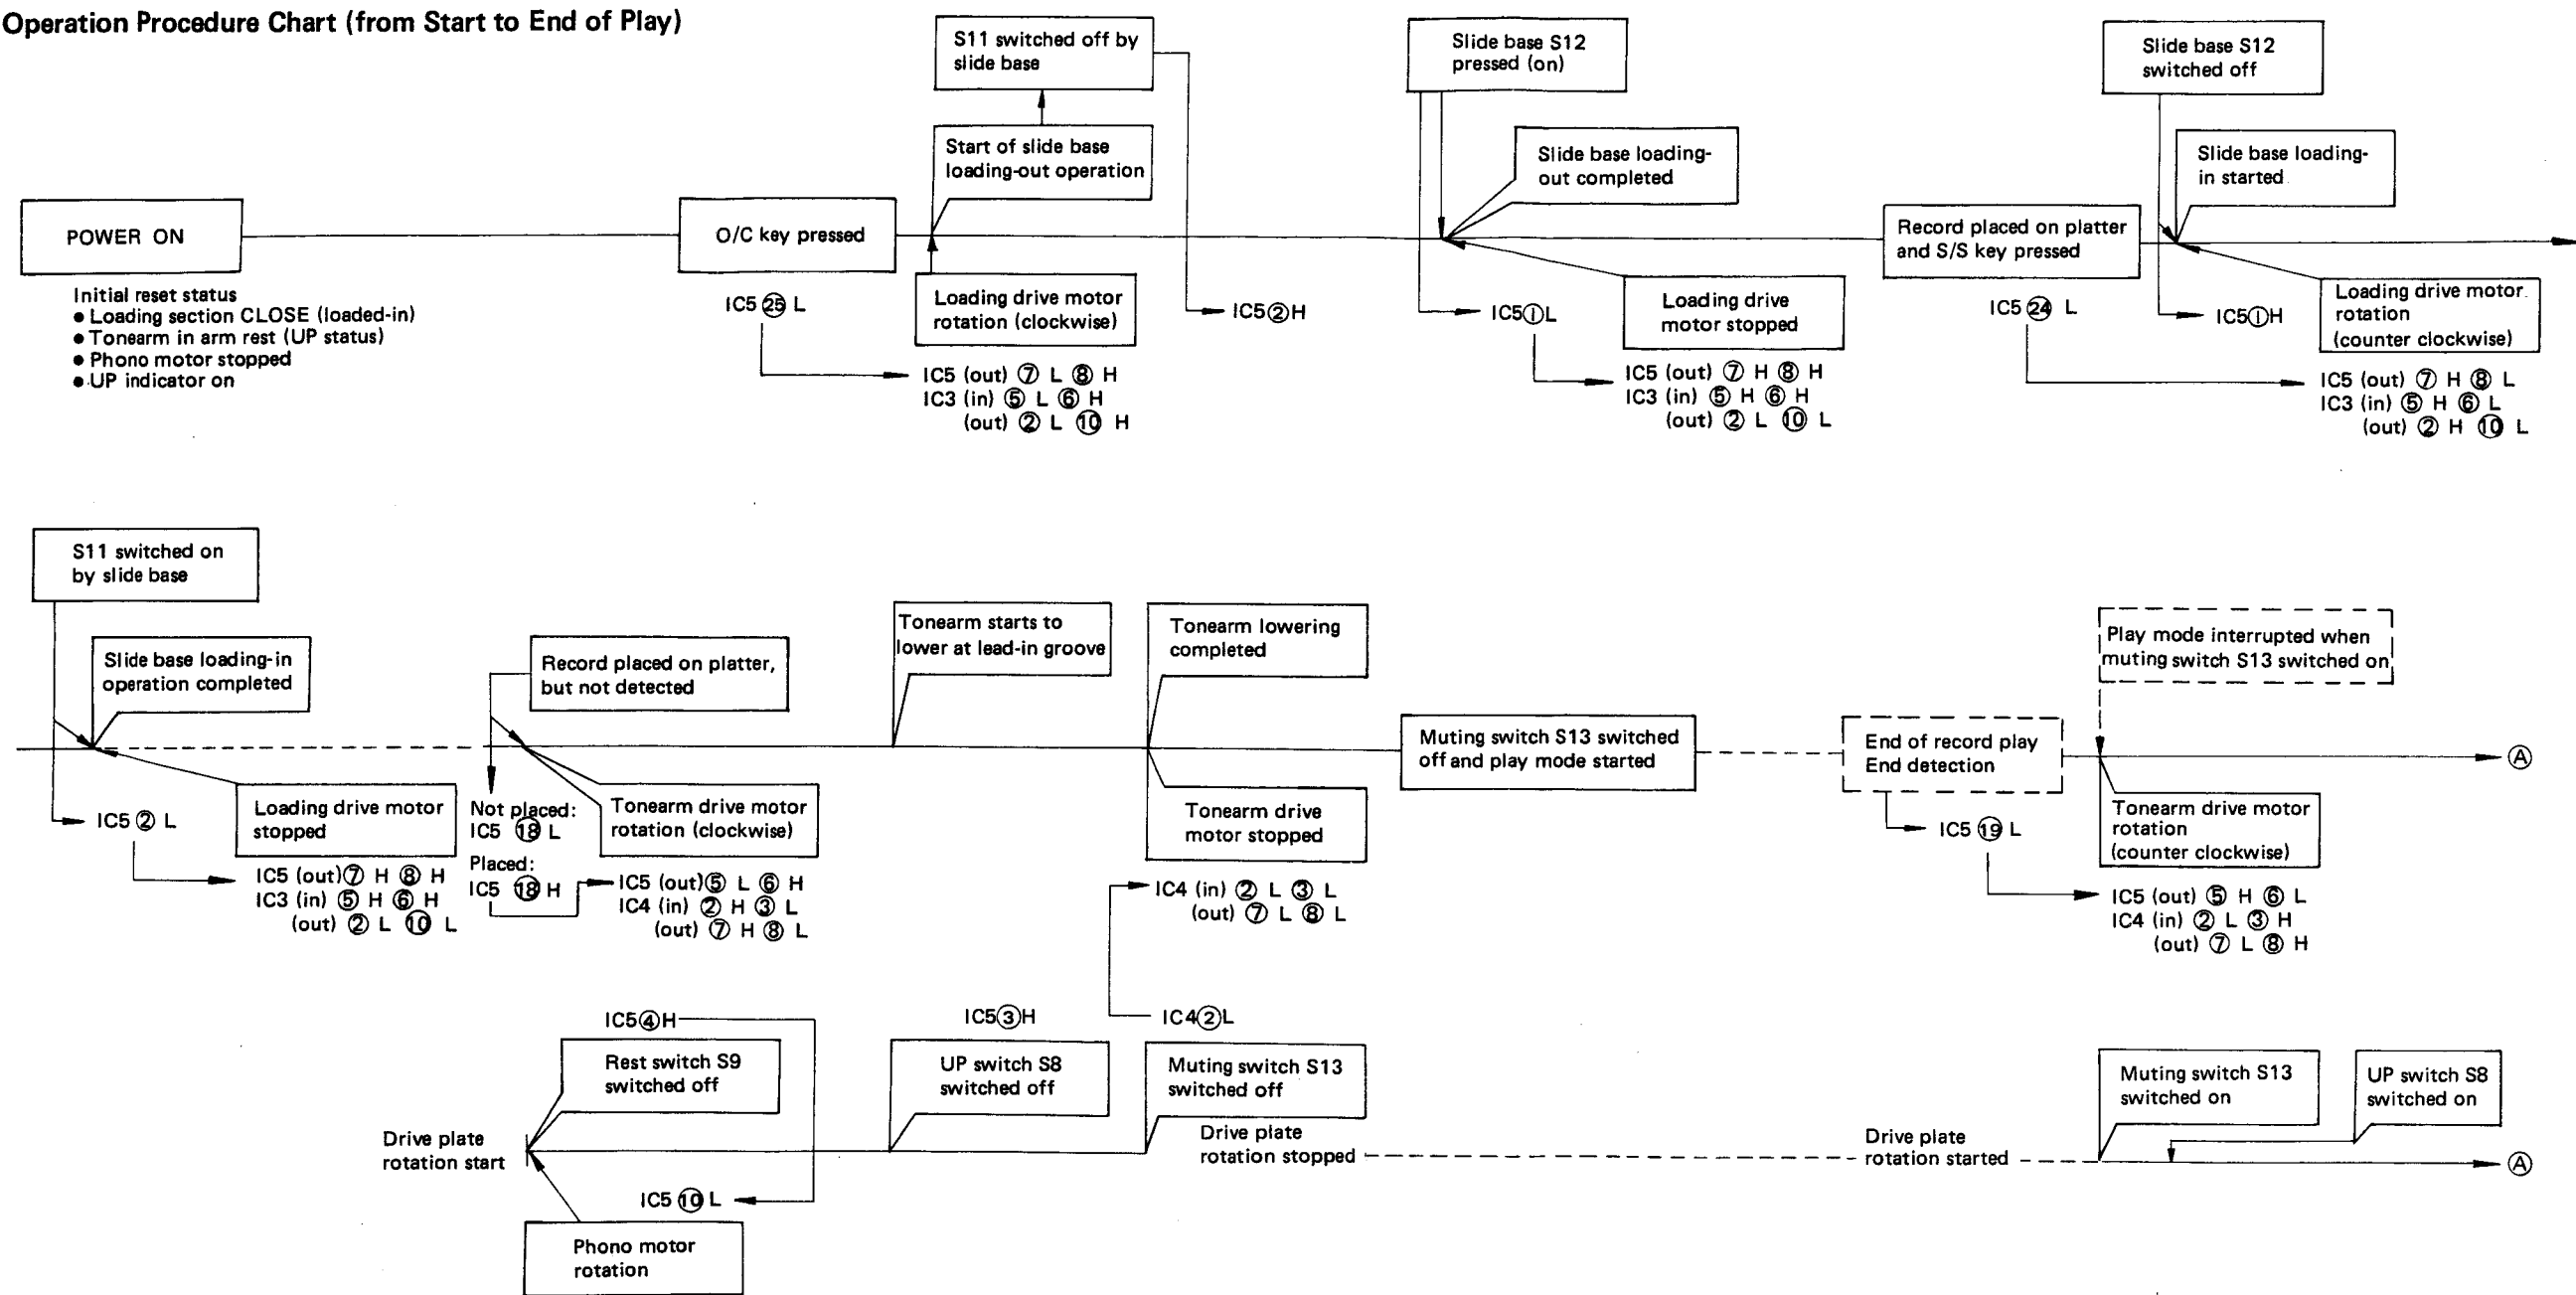 Operation Procedure Chart (from Start to End of Play)
S11 switched off by
slide base
Slide base S12
pressed (on)
Slide base S12
switched off
Start of slide base
loading-out operation
Slide base loading-
out completed
Slide base loading-
in started
POWER ON
O/C key pressed
Record placed on platter
and S/S key pressed
Initial reset status
● Loading section CLOSE (loaded-in)
● Tonearm in arm rest (UP status)
● Phono motor stopped
● UP indicator on
IC5 ㉕ L
Loading drive motor
rotation (clockwise)
IC5②H
IC5①L
Loading drive
motor stopped
IC5 ㉔ L
IC5①H
Loading drive motor
rotation
(counter clockwise)
IC5 (out) ⑦ L ⑧ H
IC3 (in) ⑤ L ⑥ H
(out) ② L ⑩ H
IC5 (out) ⑦ H ⑧ H
IC3 (in) ⑤ H ⑥ H
(out) ② L ⑩ L
IC5 (out) ⑦ H ⑧ L
IC3 (in) ⑤ H ⑥ L
(out) ② H ⑩ L
S11 switched on
by slide base
Slide base loading-in
operation completed
Record placed on platter,
but not detected
Tonearm starts to
lower at lead-in groove
Tonearm lowering
completed
Play mode interrupted when
muting switch S13 switched on
Muting switch S13 switched
off and play mode started
End of record play
End detection
Ⓐ
IC5 ② L
Loading drive motor
stopped
Not placed:
IC5 ⑱ L
Placed:
IC5 ⑱ H
Tonearm drive motor
rotation (clockwise)
Tonearm drive
motor stopped
IC5 ⑲ L
Tonearm drive motor
rotation
(counter clockwise)
IC5 (out)⑦ H ⑧ H
IC3 (in) ⑤ H ⑥ H
(out) ② L ⑩ L
IC5 (out)⑤ L ⑥ H
IC4 (in) ② H ③ L
(out) ⑦ H ⑧ L
IC4 (in) ② L ③ L
(out) ⑦ L ⑧ L
IC5 (out) ⑤ H ⑥ L
IC4 (in) ② L ③ H
(out) ⑦ L ⑧ H
IC5④H
IC5③H
IC4②L
Rest switch S9
switched off
UP switch S8
switched off
Muting switch S13
switched off
Muting switch S13
switched on
UP switch S8
switched on
Drive plate
rotation start
Drive plate
rotation stopped
Drive plate
rotation started
Ⓐ
IC5 ⑩ L
Phono motor
rotation